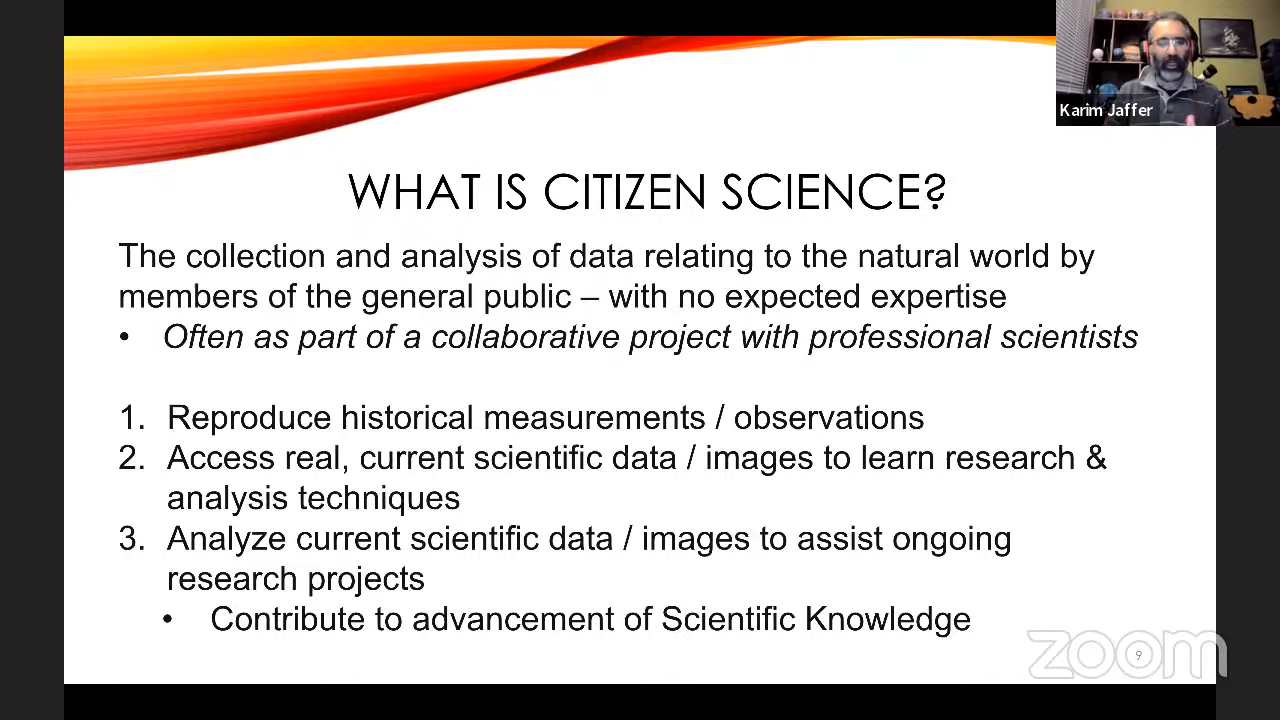 Karim Jaffer
WHAT IS CITIZEN SCIENCE?
The collection and analysis of data relating to the natural world by
members of the general public – with no expected expertise
• Often as part of a collaborative project with professional scientists
1. Reproduce historical measurements / observations
2. Access real, current scientific data / images to learn research &
analysis techniques
3. Analyze current scientific data / images to assist ongoing
research projects
• Contribute to advancement of Scientific Knowledge
zoom
9